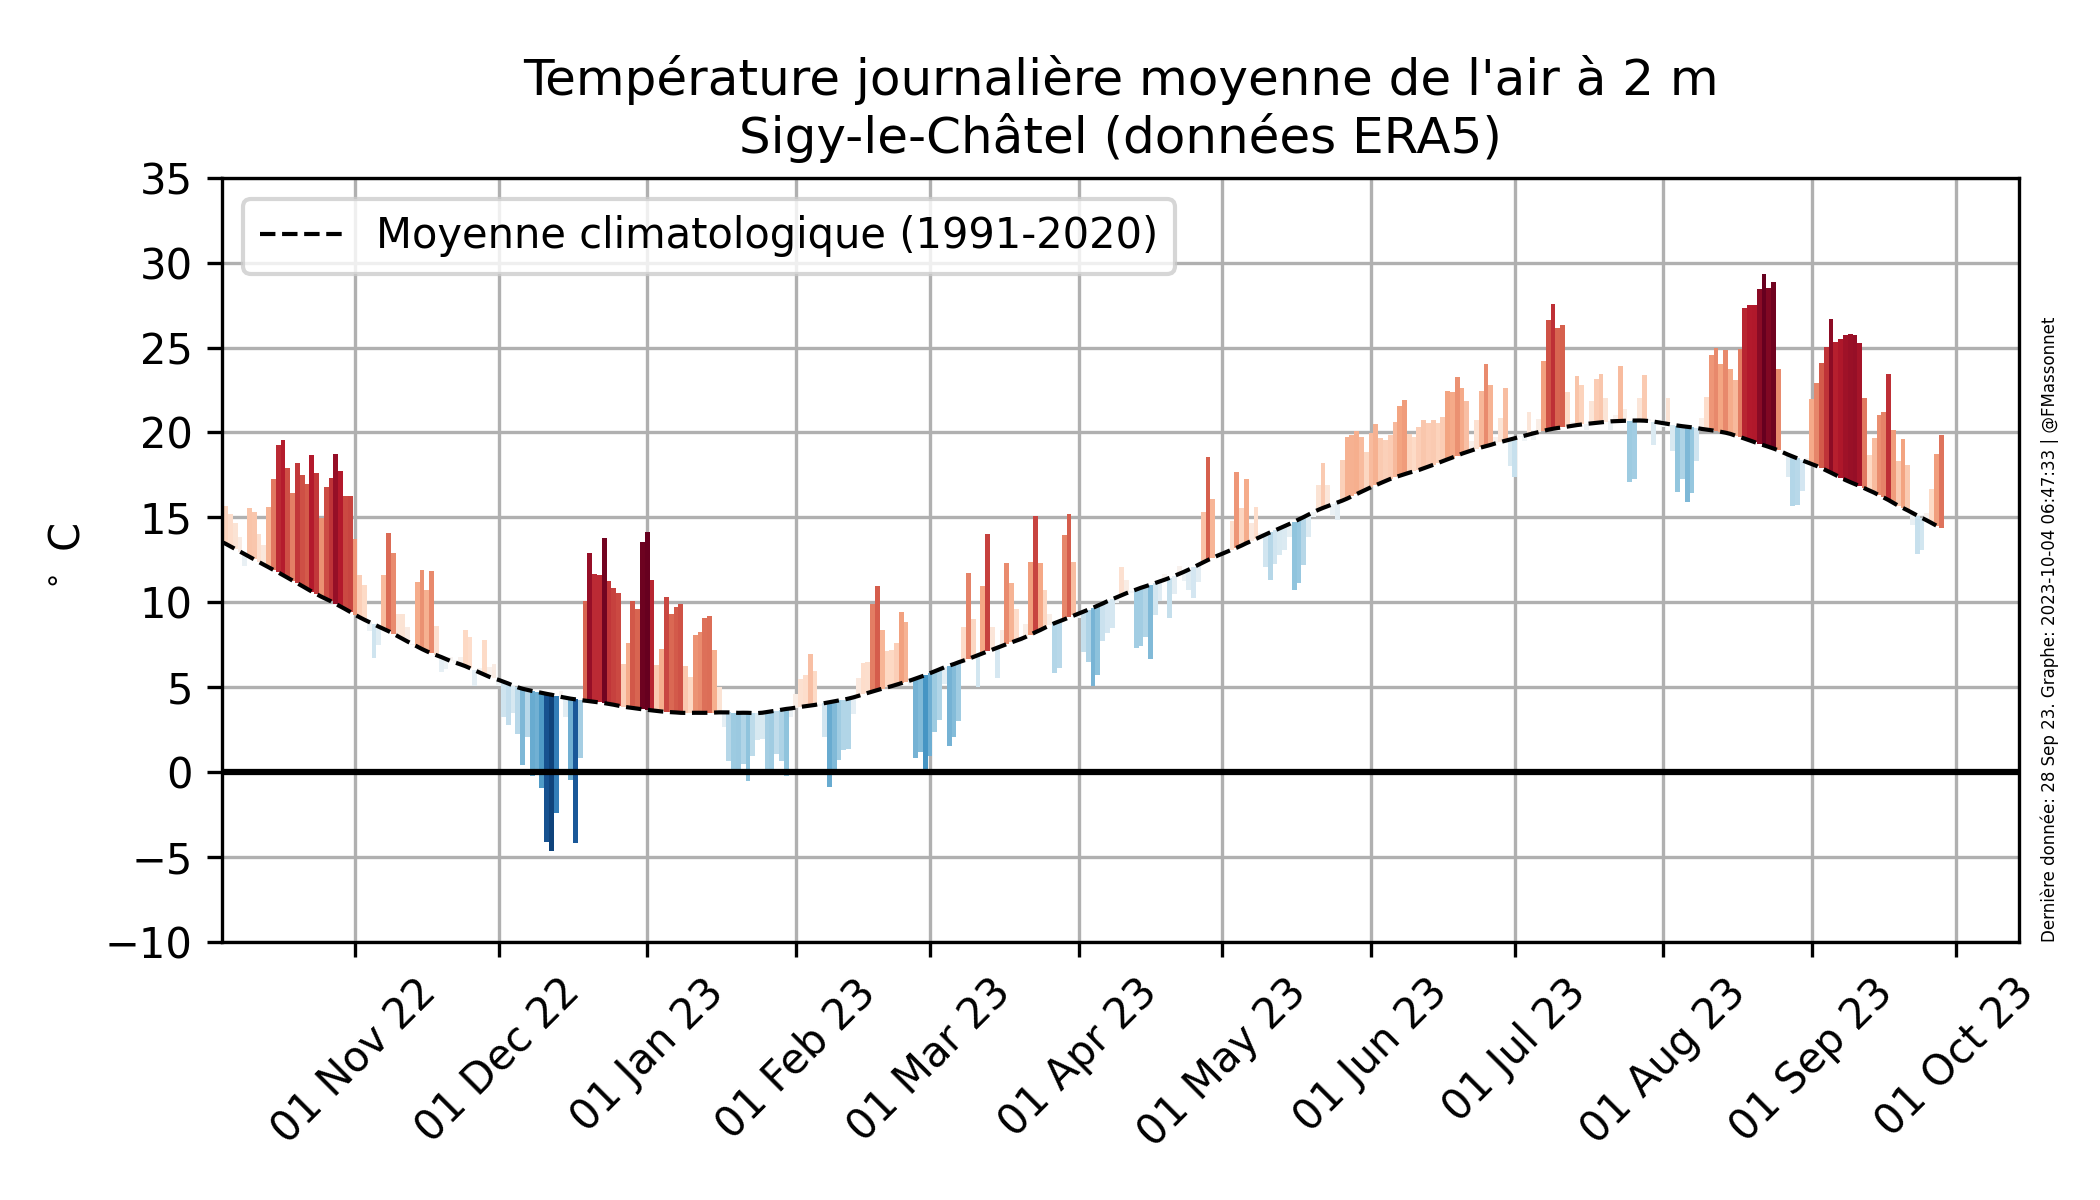 Température journalière moyenne de l'air à 2 m
Sigy-le-Châtel (données ERA5)
Moyenne climatologique (1991-2020)
35
30
25
20
15
10
5
0
−5
−10
° C
01 Nov 22
01 Dec 22
01 Jan 23
01 Feb 23
01 Mar 23
01 Apr 23
01 May 23
01 Jun 23
01 Jul 23
01 Aug 23
01 Sep 23
01 Oct 23
Dernière donnée: 28 Sep 23. Graphe: 2023-10-04 06:47:33 | @FMassonnet